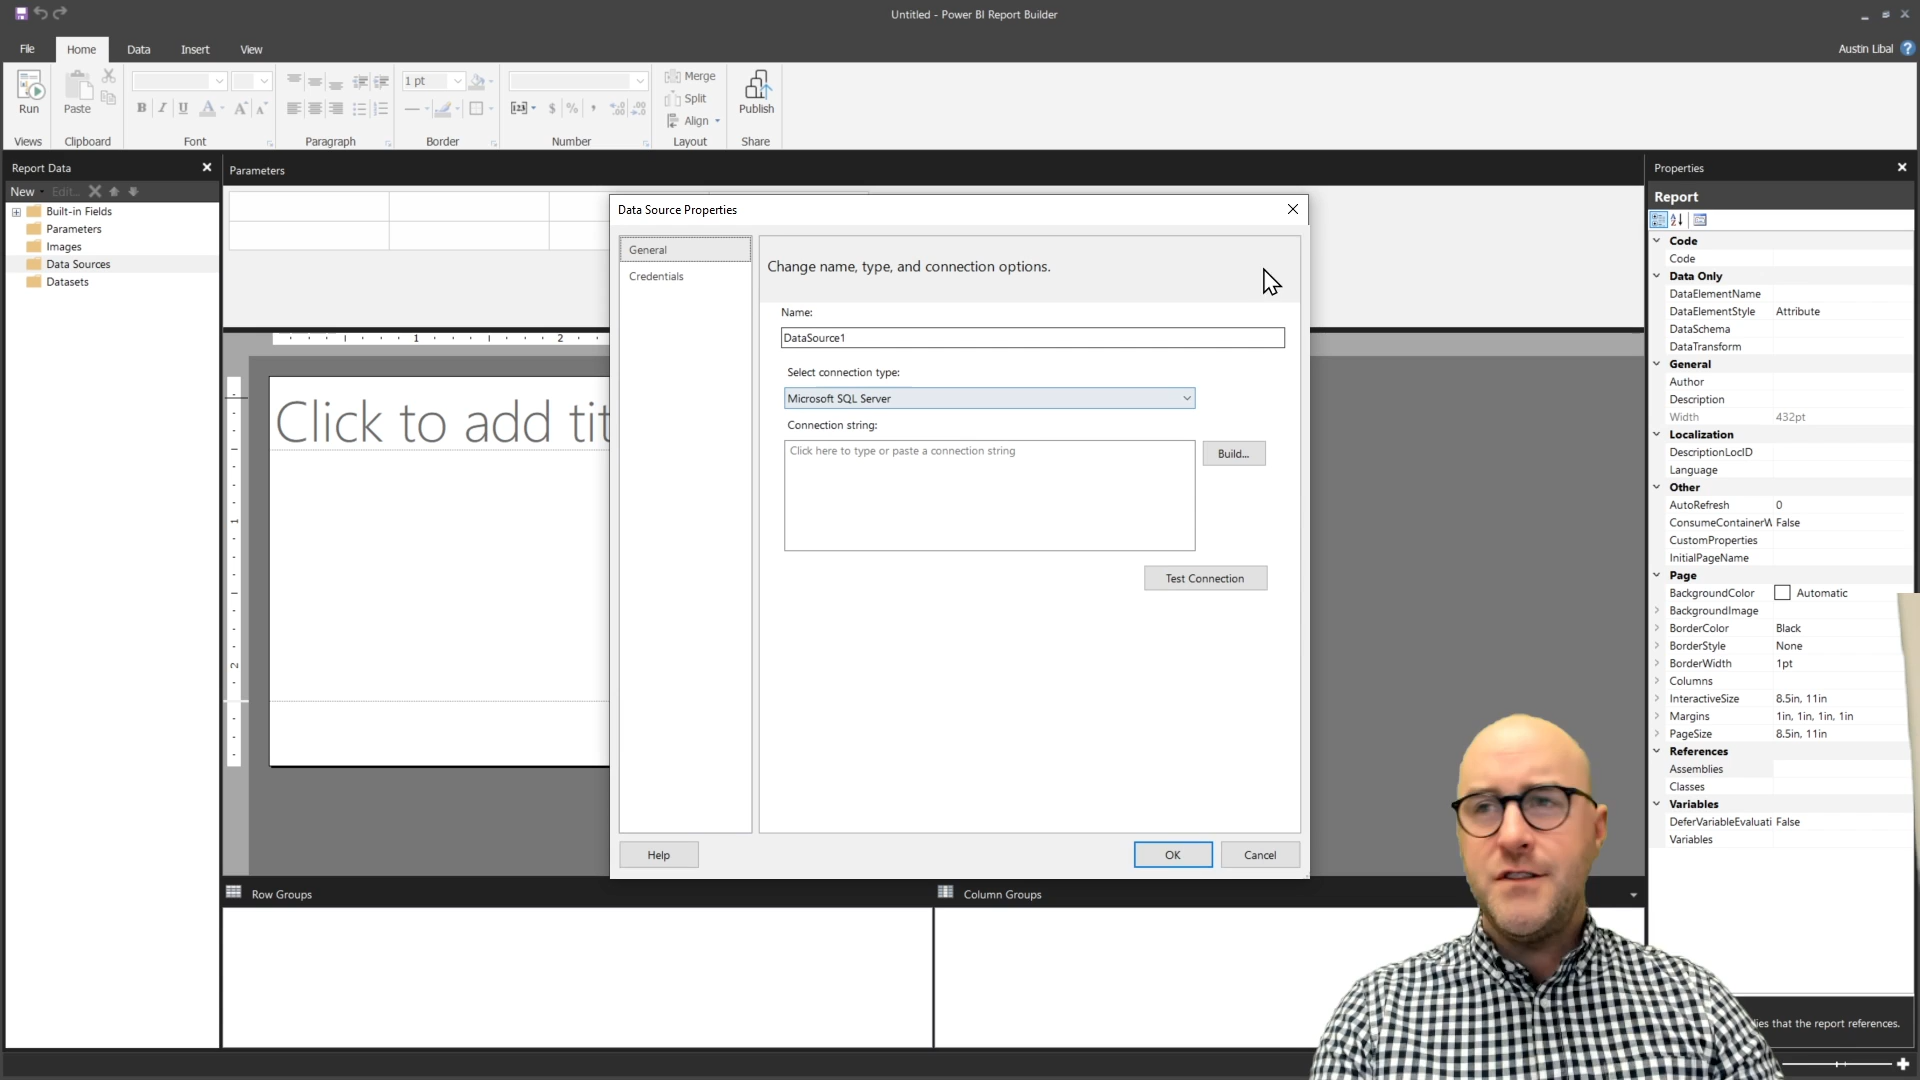 Untitled - Power BI Report Builder
File Home Data Insert View
Austin Libal
Run
Paste
B I U A A A
1 pt
$ % ,
Merge
Split
Align
Publish
Views Clipboard Font Paragraph Border Number Layout Share
Report Data
New Edit...
Built-in Fields
Parameters
Images
Data Sources
Datasets
Parameters
1 2
Click to add tit
1
2
Data Source Properties
General
Credentials
Change name, type, and connection options.
Name:
DataSource1
Select connection type:
Microsoft SQL Server
Connection string:
Click here to type or paste a connection string
Build...
Test Connection
Help
OK
Cancel
Row Groups
Column Groups
Properties
Report
Code
Code
Data Only
DataElementName
DataElementStyle Attribute
DataSchema
DataTransform
General
Author
Description
Width 432pt
Localization
DescriptionLocID
Language
Other
AutoRefresh 0
ConsumeContainerW False
CustomProperties
InitialPageName
Page
BackgroundColor Automatic
BackgroundImage
BorderColor Black
BorderStyle None
BorderWidth 1pt
Columns
InteractiveSize 8.5in, 11in
Margins 1in, 1in, 1in, 1in
PageSize 8.5in, 11in
References
Assemblies
Classes
Variables
DeferVariableEvaluati False
Variables
that the report references.